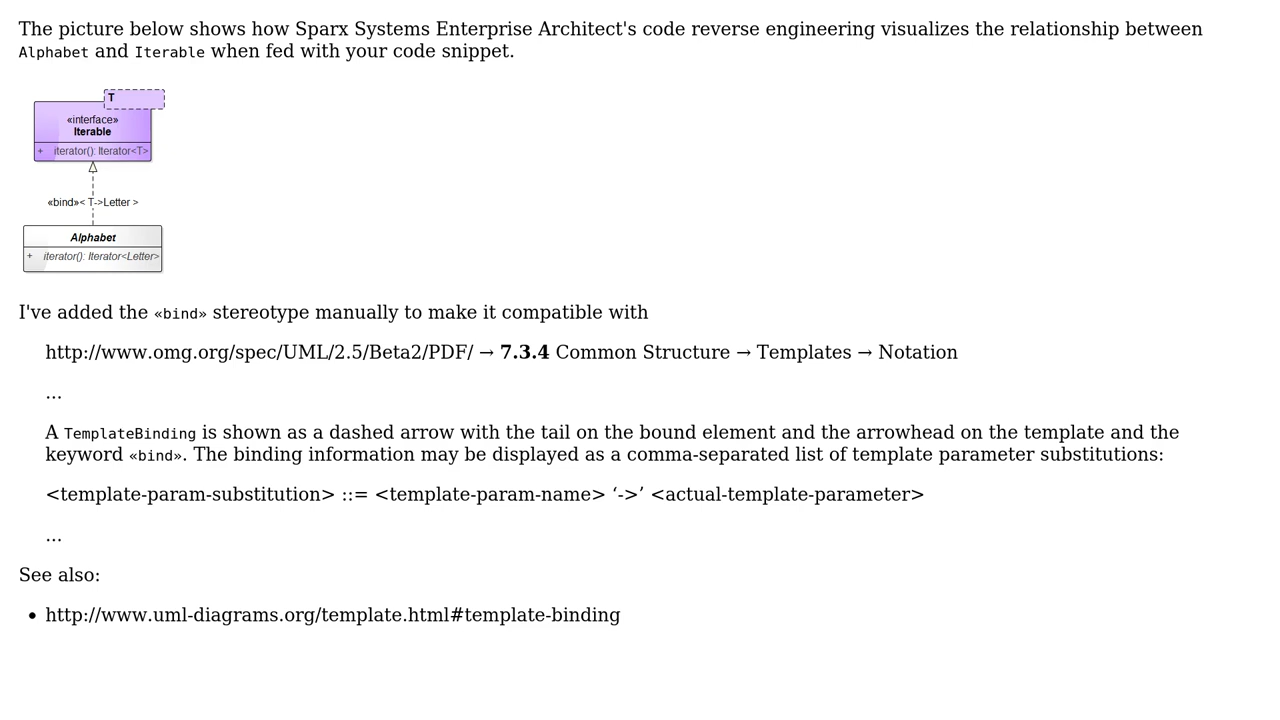 The picture below shows how Sparx Systems Enterprise Architect's code reverse engineering visualizes the relationship between
Alphabet and Iterable when fed with your code snippet.
T
«interface»
Iterable
+ iterator(): Iterator<T>
«bind»< T->Letter >
Alphabet
+ iterator(): Iterator<Letter>
I've added the «bind» stereotype manually to make it compatible with
http://www.omg.org/spec/UML/2.5/Beta2/PDF/ → 7.3.4 Common Structure → Templates → Notation
...
A TemplateBinding is shown as a dashed arrow with the tail on the bound element and the arrowhead on the template and the
keyword «bind». The binding information may be displayed as a comma-separated list of template parameter substitutions:
<template-param-substitution> ::= <template-param-name> ‘->’ <actual-template-parameter>
...
See also:
• http://www.uml-diagrams.org/template.html#template-binding